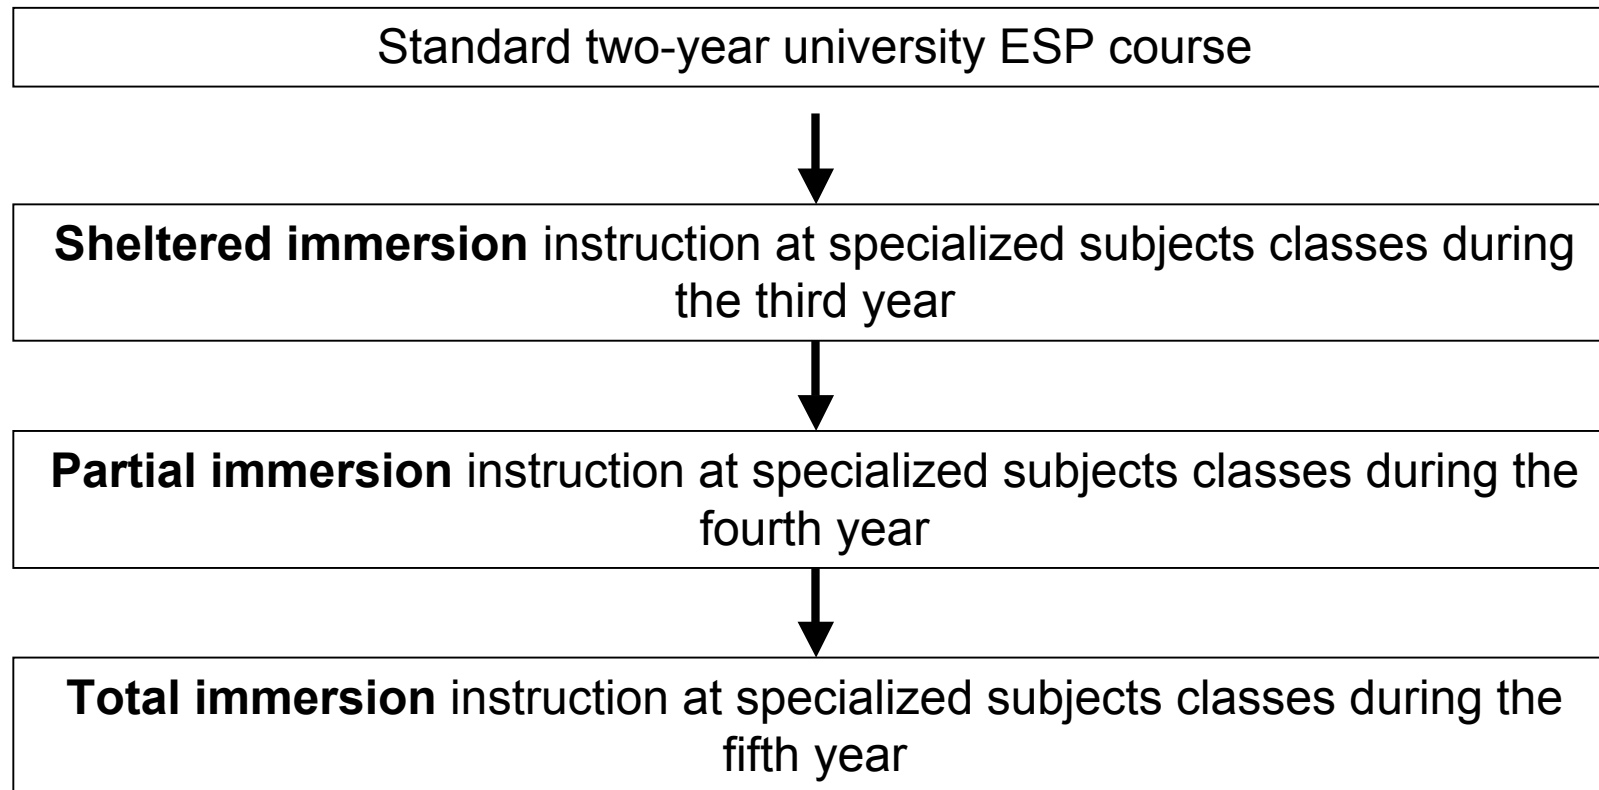 Standard two-year university ESP course
Sheltered immersion instruction at specialized subjects classes during
the third year
Partial immersion instruction at specialized subjects classes during the
fourth year
Total immersion instruction at specialized subjects classes during the
fifth year